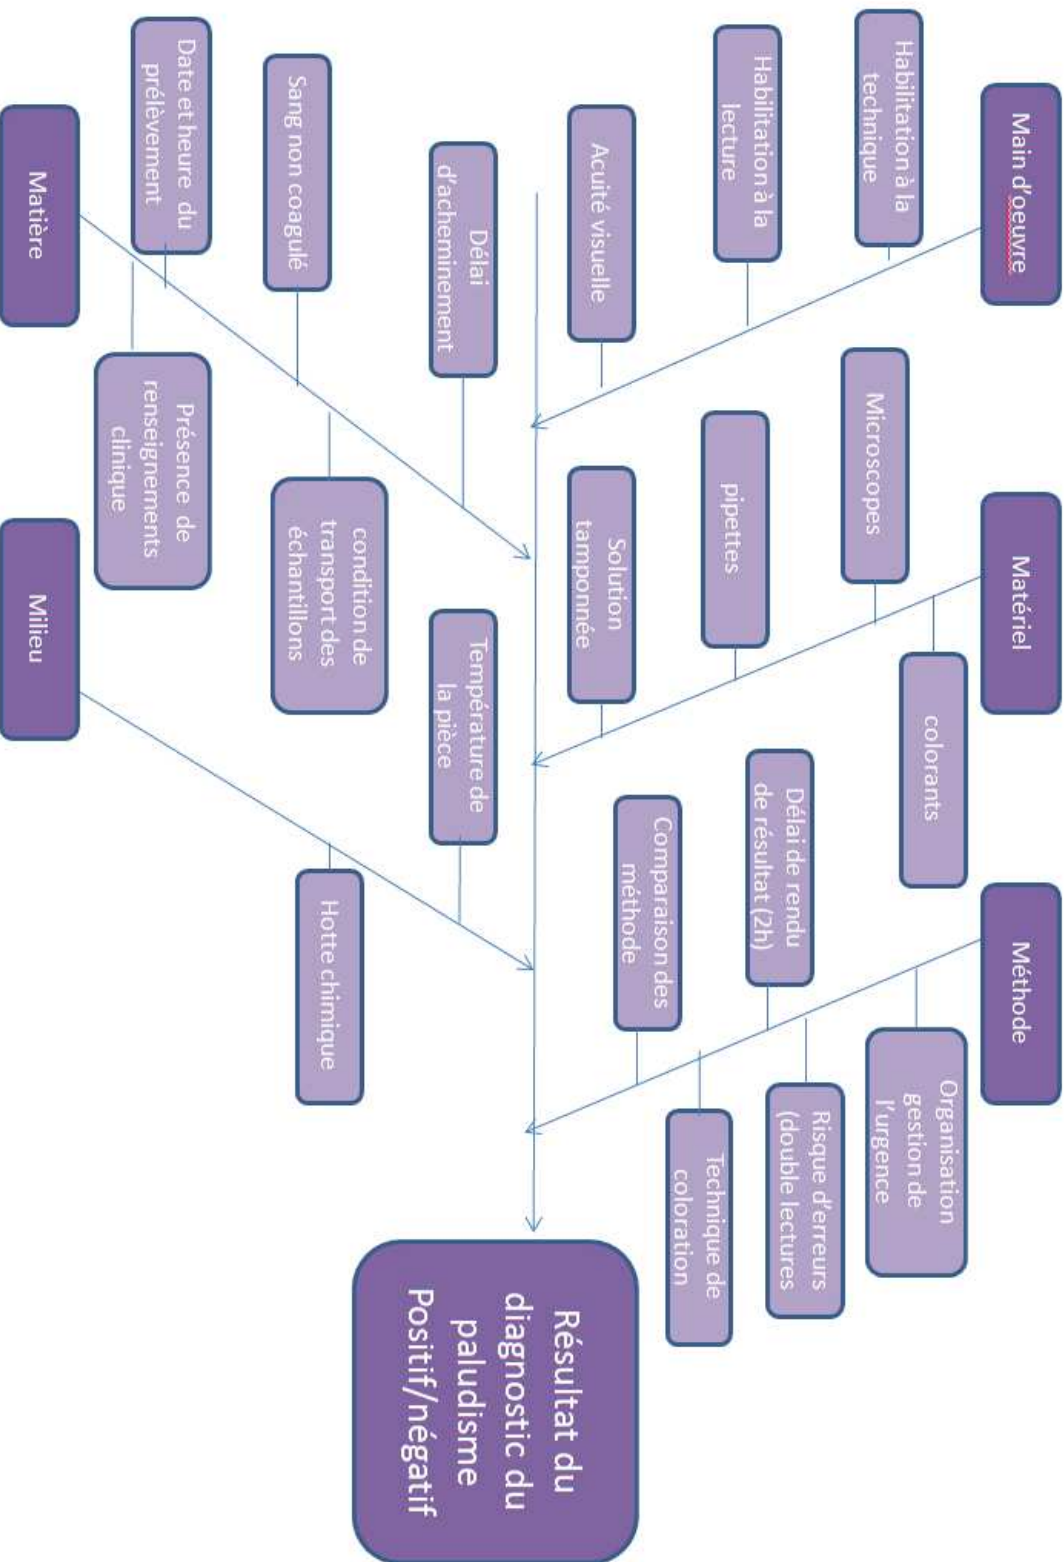 Main d'oeuvre
Habilitation à la
technique
Habilitation à la
lecture
Acuité visuelle
Matériel
Microscopes
colorants
pipettes
Solution
tamponnée
Méthode
Organisation
gestion de
l'urgence
Délai de rendu
de résultat (2h)
Risque d'erreurs
(double lectures
Comparaison des
méthode
Technique de
coloration
Délai
d'acheminement
Sang non coagulé
condition de
transport des
échantillons
Date et heure du
prélèvement
Présence de
renseignements
clinique
Matière
Température de
la pièce
Hotte chimique
Milieu
Résultat du
diagnostic du
paludisme
Positif/négatif